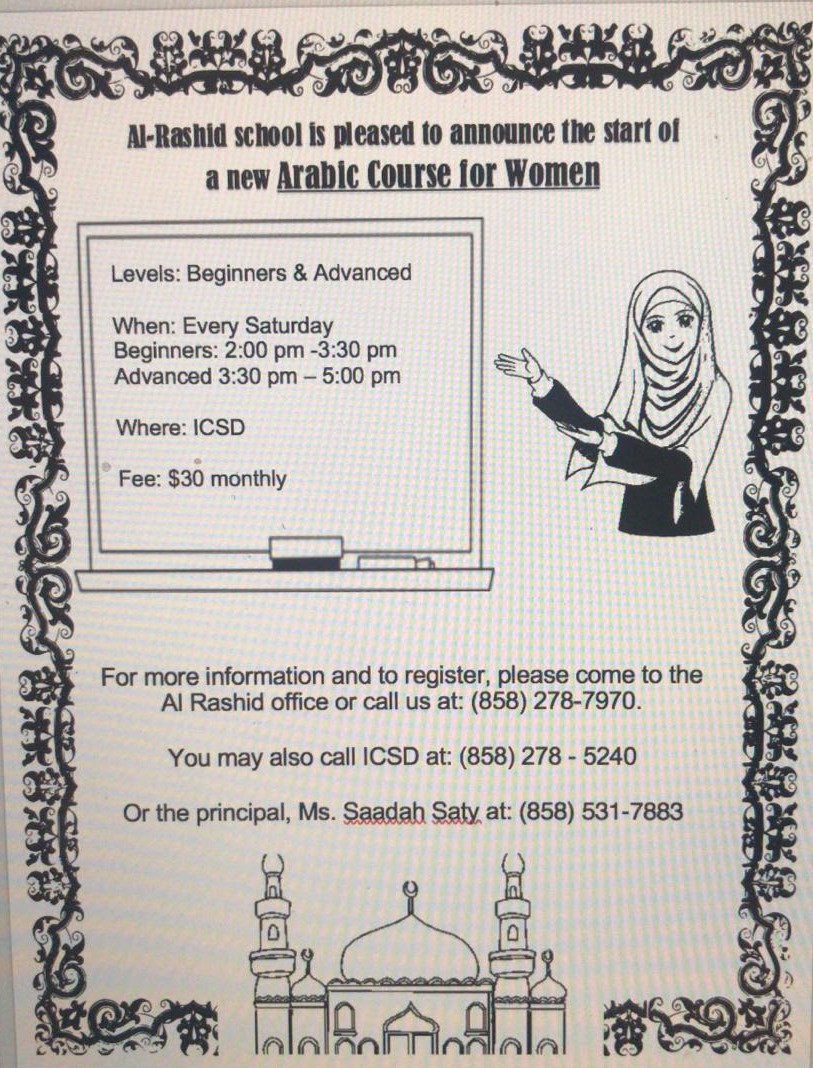 Al-Rashid school is pleased to announce the start of
a new Arabic Course for Women
Levels: Beginners & Advanced
When: Every Saturday
Beginners: 2:00 pm -3:30 pm
Advanced 3:30 pm – 5:00 pm
Where: ICSD
Fee: $30 monthly
For more information and to register, please come to the
Al Rashid office or call us at: (858) 278-7970.
You may also call ICSD at: (858) 278 - 5240
Or the principal, Ms. Saadah Saty at: (858) 531-7883